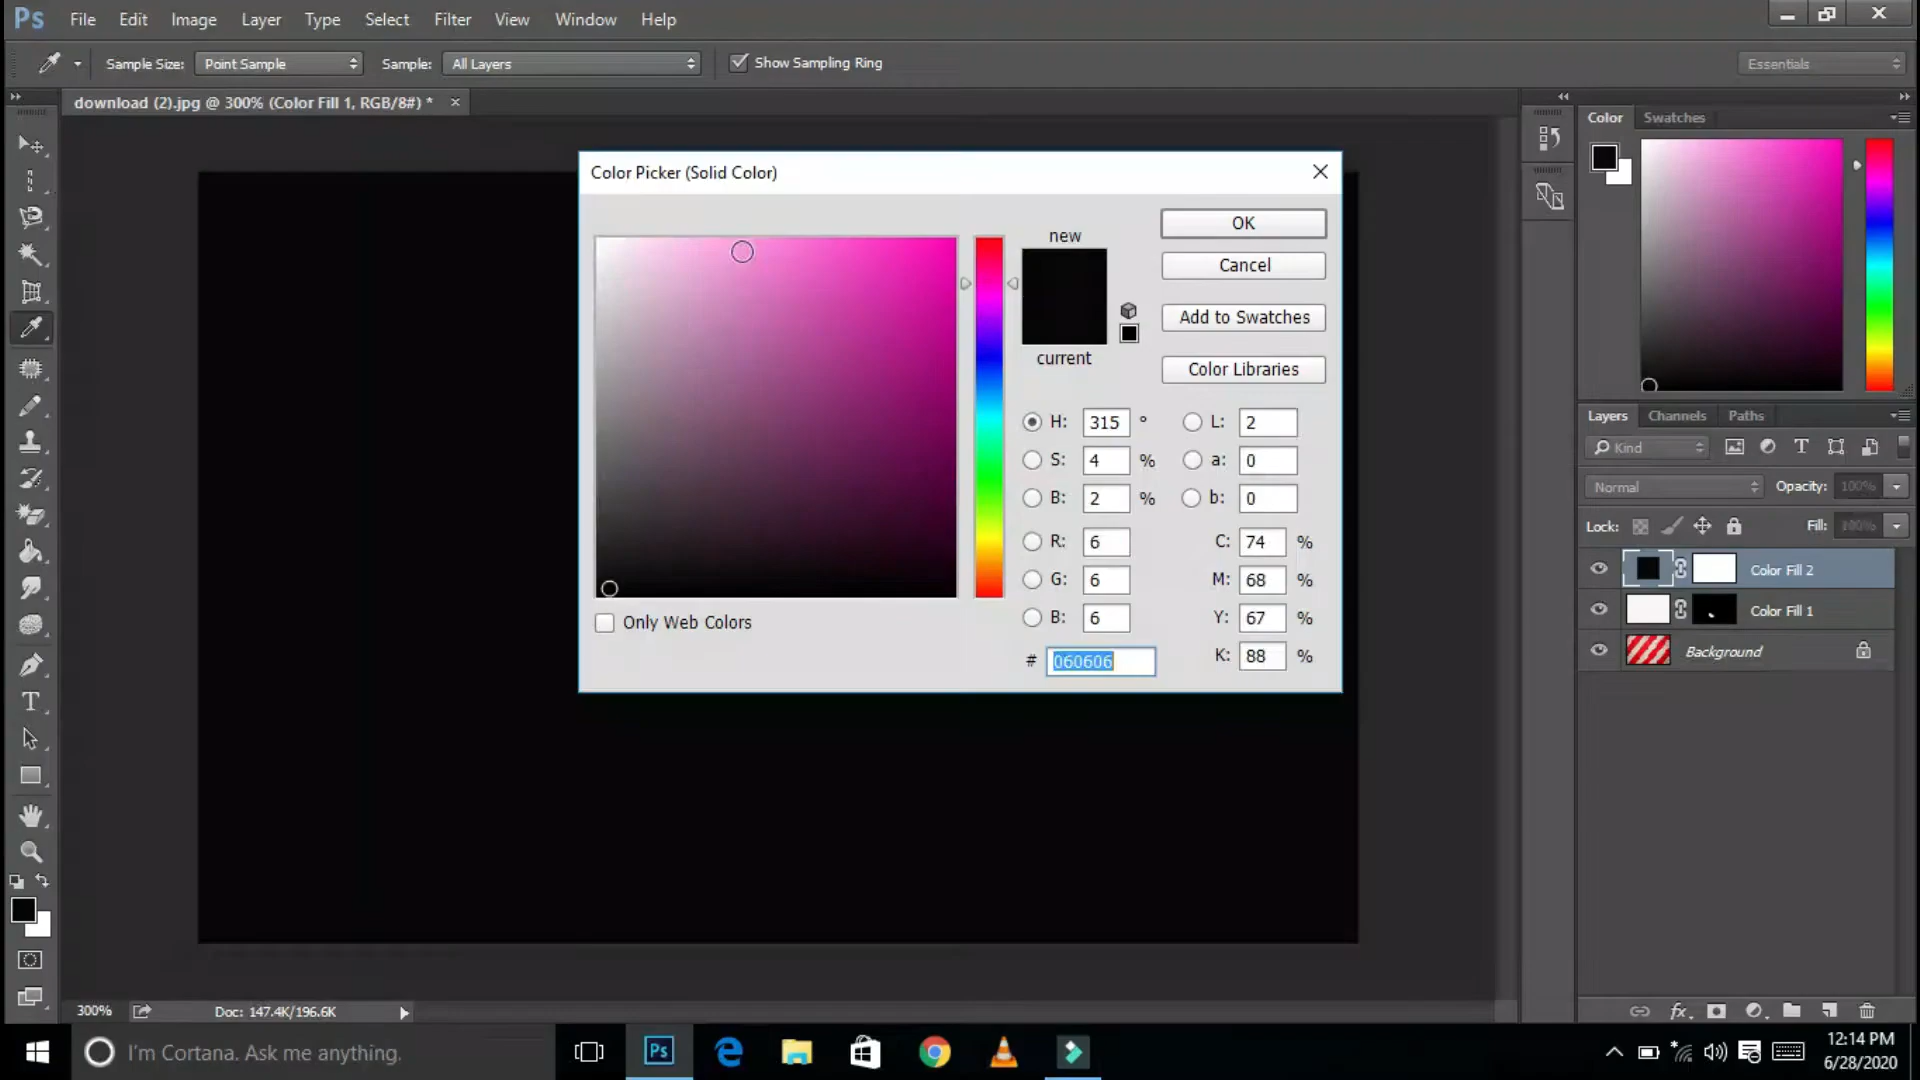 Ps File Edit Image Layer Type Select Filter View Window Help
Sample Size: Point Sample Sample: All Layers Show Sampling Ring Essentials
download (2).jpg @ 300% (Color Fill 1, RGB/8#) *
Color Swatches
Color Picker (Solid Color)
new
current
OK
Cancel
Add to Swatches
Color Libraries
H: 315 ° L: 2
S: 4 % a: 0
B: 2 % b: 0
R: 6 C: 74 %
G: 6 M: 68 %
B: 6 Y: 67 %
# 060606 K: 88 %
Only Web Colors
Layers Channels Paths
Kind
Normal Opacity: 100%
Lock: Fill: 100%
Color Fill 2
Color Fill 1
Background
fx
300% Doc: 147.4K/196.6K
I'm Cortana. Ask me anything.
Ps
12:14 PM
6/28/2020